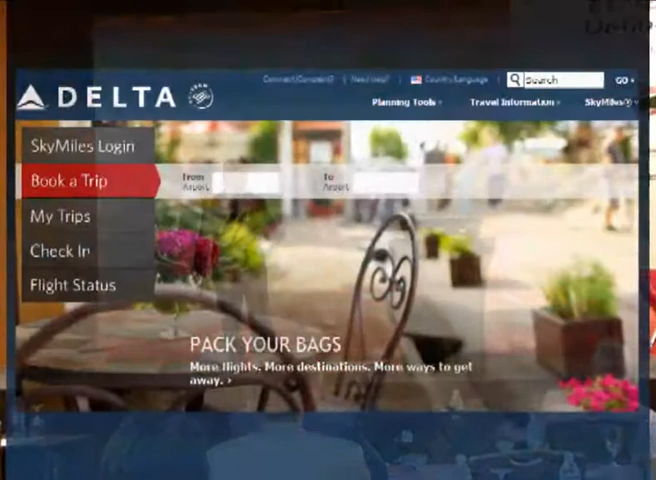 Need Help?
Country/Language
Search
GO
DELTA
Planning Tools
Travel Information
SkyMiles®
SkyMiles Login
Book a Trip
From
Airport
To
Airport
My Trips
Check In
Flight Status
PACK YOUR BAGS
More flights. More destinations. More ways to get
away. ›